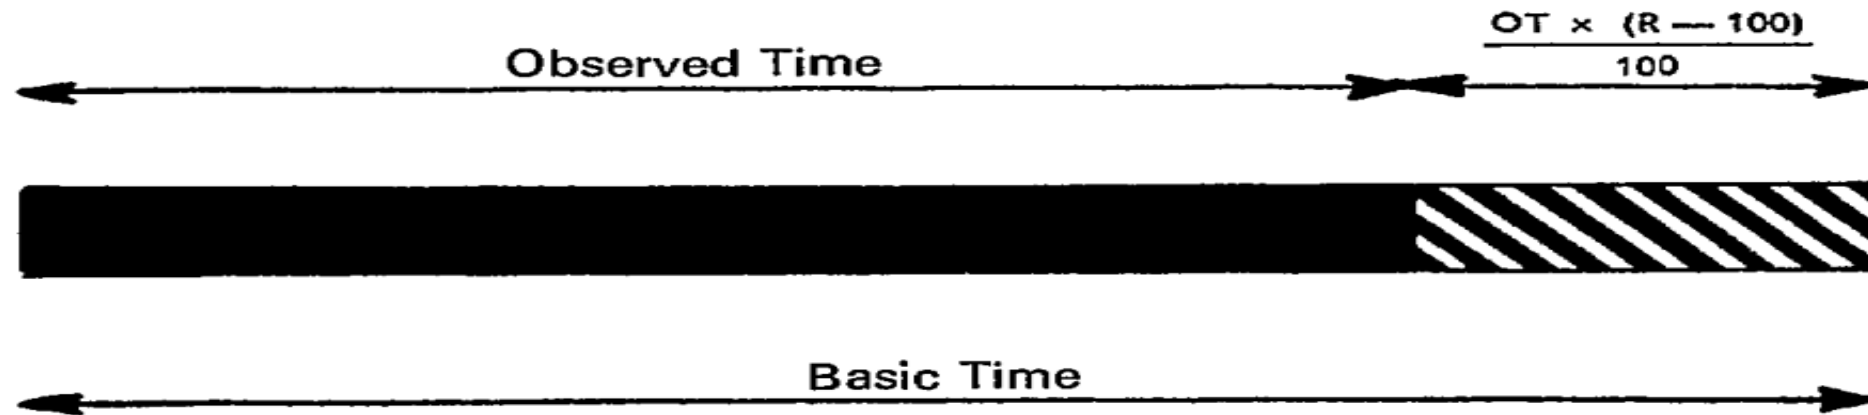 OT × (R — 100)
Observed Time
100
Basic Time